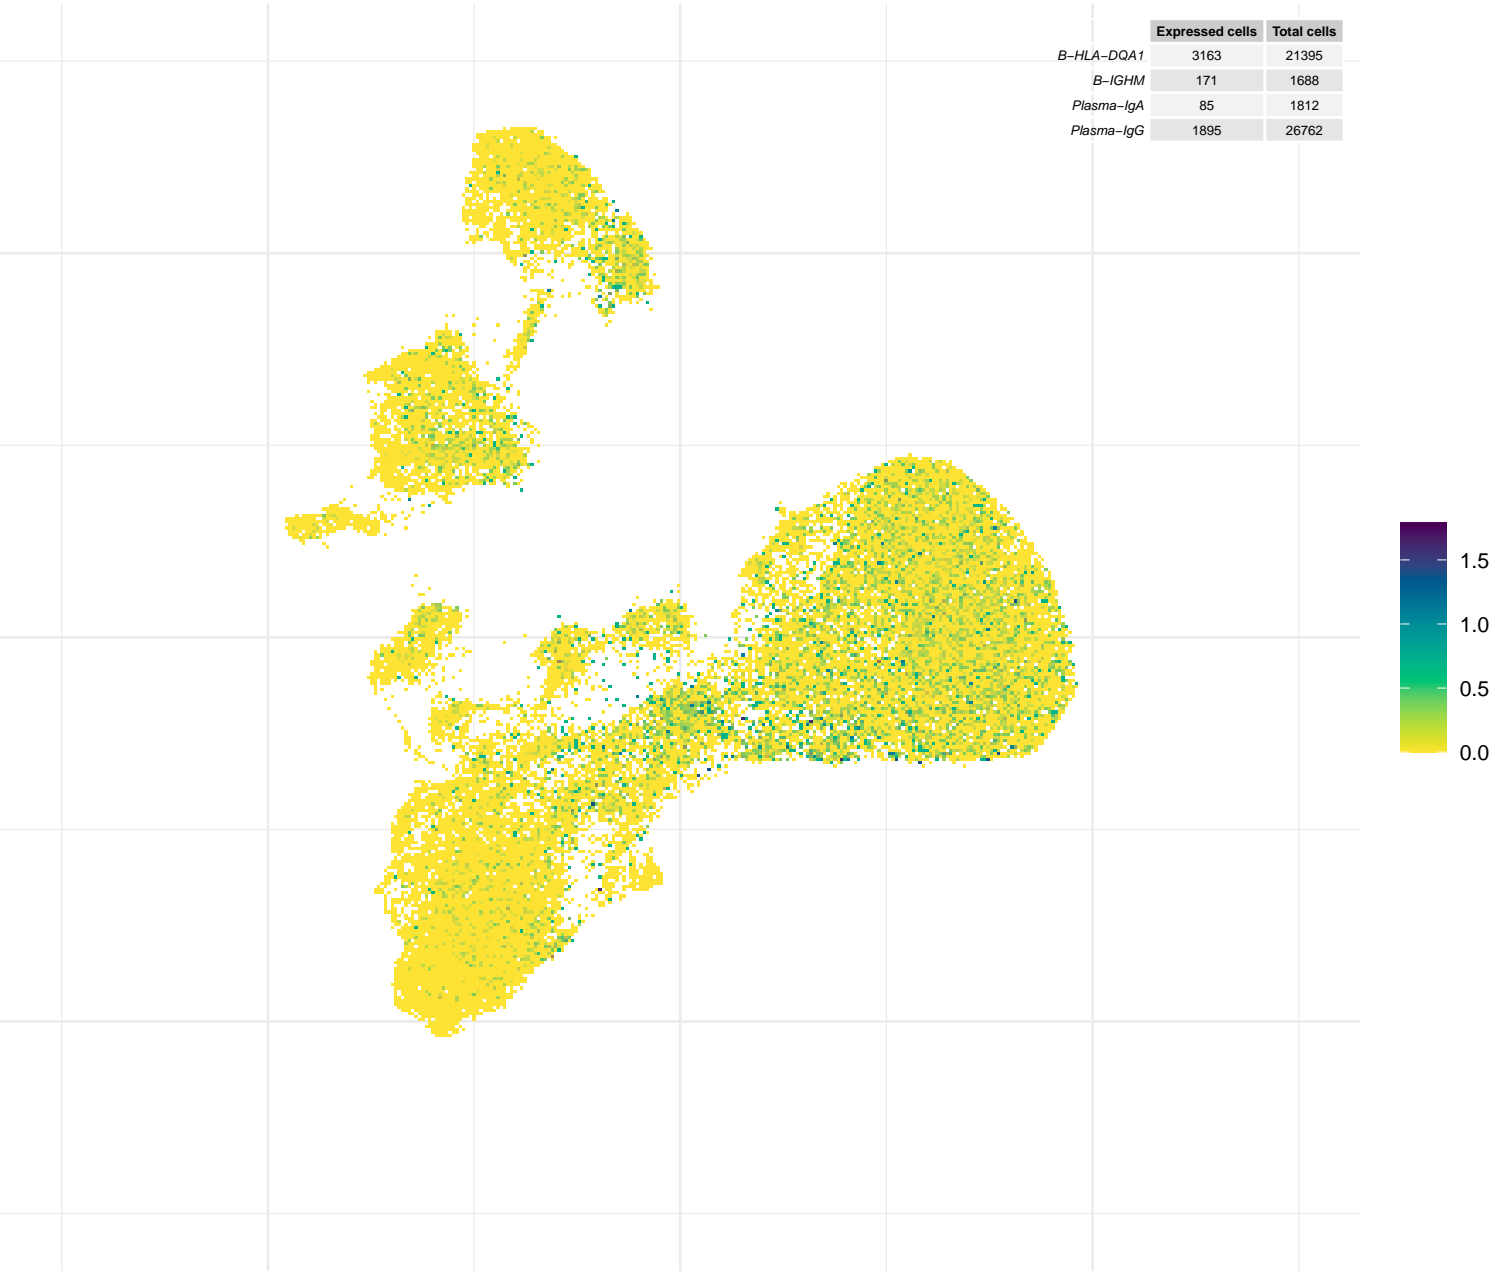 Expressed cells Total cells
B−HLA−DQA1 3163 21395
B−IGHM 171 1688
Plasma−IgA 85 1812
Plasma−IgG 1895 26762
1.5
1.0
0.5
0.0